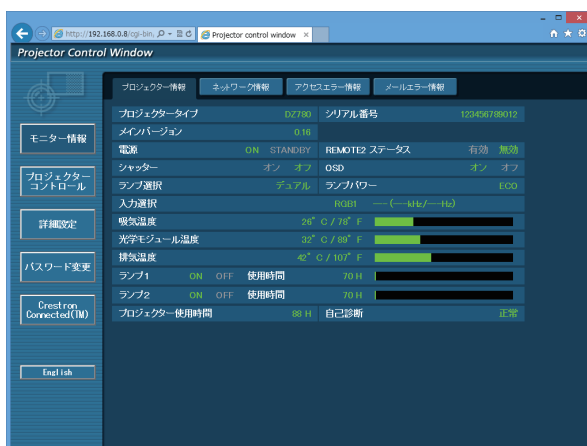 http://192.168.0.8/cgi-bin,
Projector control window
Projector Control Window
プロジェクター情報 ネットワーク情報 アクセスエラー情報 メールエラー情報
モニター情報
プロジェクター
コントロール
詳細設定
パスワード変更
Crestron
Connected(TM)
English
プロジェクタータイプ DZ780 シリアル番号 123456789012
メインバージョン 0.16
電源 ON STANDBY REMOTE2 ステータス 有効 無効
シャッター オン オフ OSD オン オフ
ランプ選択 デュアル ランプパワー ECO
入力選択 RGB1 ---(---kHz/---Hz)
吸気温度 26°C / 78°F
光学モジュール温度 32°C / 89°F
排気温度 42°C / 107°F
ランプ1 ON OFF 使用時間 70 H
ランプ2 ON OFF 使用時間 70 H
プロジェクター使用時間 88 H 自己診断 正常